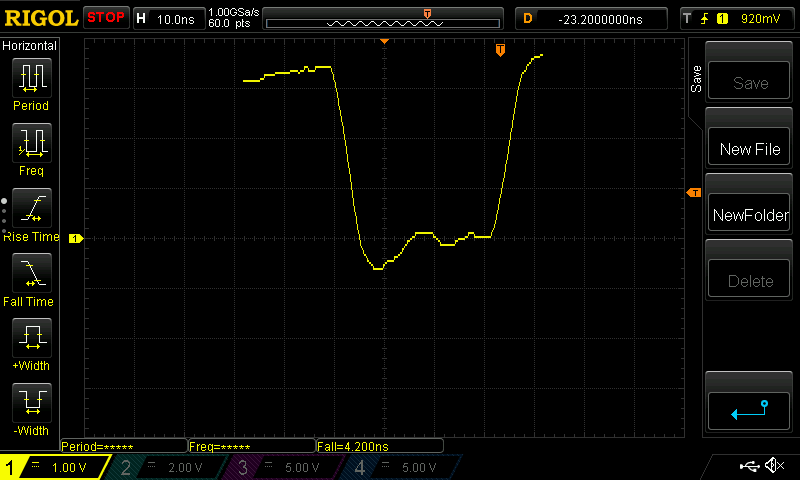 RIGOL STOP H 10.0ns 1.00GSa/s 60.0 pts T D -23.2000000ns T 1 920mV
Horizontal
Period
Freq
Rise Time
Fall Time
+Width
-Width
T
T
1
Save
Save
New File
NewFolder
Delete
Period=***** Freq=***** Fall=4.200ns
1 1.00 V 2 2.00 V 3 5.00 V 4 5.00 V